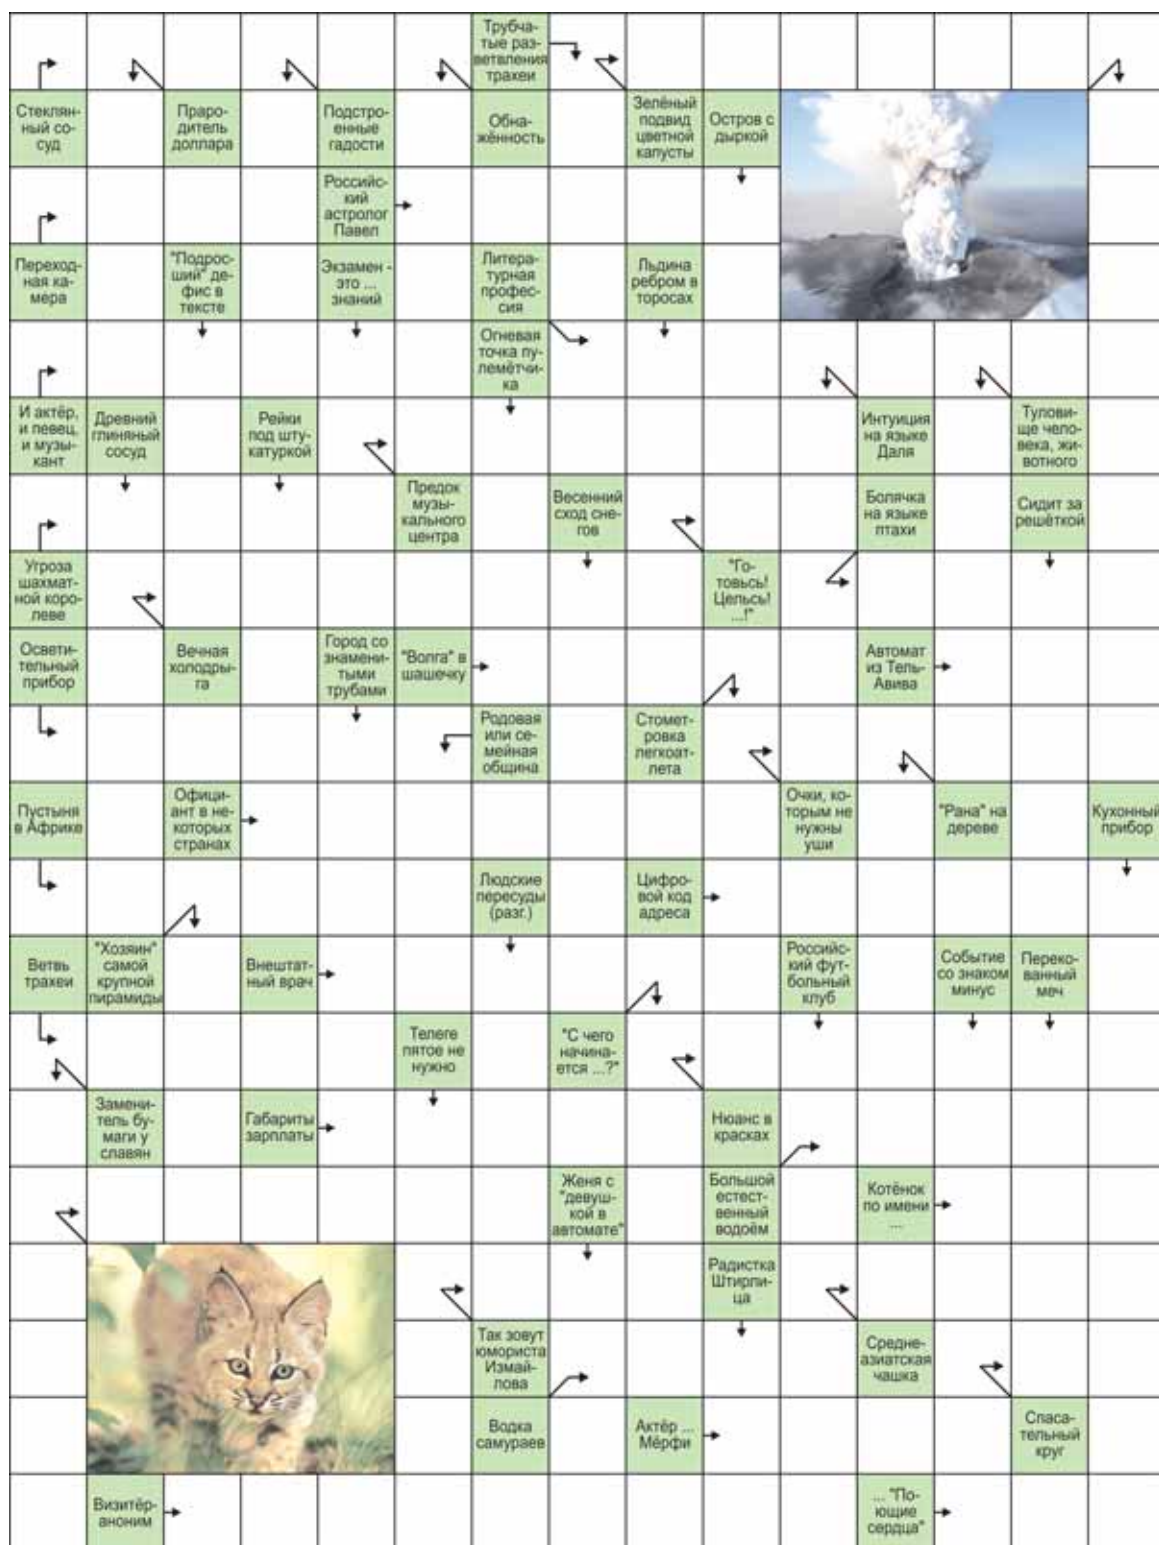 Трубча-
тые раз-
ветвления
трахеи
Стеклян-
ный со-
суд
Праро-
дитель
доллара
Подстро-
енные
гадости
Обна-
жённость
Зелёный
подвид
цветной
капусты
Остров с
дыркой
Российс-
кий
астролог
Павел
Переход-
ная ка-
мера
"Подрос-
ший" де-
фис в
тексте
Экзамен -
это ...
знаний
Литера-
турная
профес-
сия
Льдина
ребром в
торосах
Огневая
точка пу-
лемётчи-
ка
И актёр,
и певец,
и музы-
кант
Древний
глиняный
сосуд
Рейки
под шту-
катуркой
Интуиция
на языке
Даля
Тулови-
ще чело-
века, жи-
вотного
Предок
музы-
кального
центра
Весенний
сход сне-
гов
Болячка
на языке
птахи
Сидит за
решёткой
Угроза
шахмат-
ной коро-
леве
"Го-
товьсь!
Цельсь!
...!"
Освети-
тельный
прибор
Вечная
холодры-
га
Город со
знамени-
тыми
трубами
"Волга" в
шашечку
Автомат
из Тель-
Авива
Родовая
или се-
мейная
община
Стомет-
ровка
легкоат-
лета
Пустыня
в Африке
Офици-
ант в не-
которых
странах
Очки, ко-
торым не
нужны
уши
"Рана" на
дереве
Кухонный
прибор
Людские
пересуды
(разг.)
Цифро-
вой код
адреса
Ветвь
трахеи
"Хозяин"
самой
крупной
пирамиды
Внештат-
ный врач
Российс-
кий фут-
больный
клуб
Событие
со знаком
минус
Переко-
ванный
меч
Телеге
пятое не
нужно
"С чего
начина-
ется ...?"
Замени-
тель бу-
маги у
славян
Габариты
зарплаты
Нюанс в
красках
Женя с
"девуш-
кой в
автомате"
Большой
естест-
венный
водоём
Котёнок
по имени
...
Радистка
Штирли-
ца
Так зовут
юмориста
Измай-
лова
Средне-
азиатская
чашка
Водка
самураев
Актёр ...
Мёрфи
Спаса-
тельный
круг
Визитёр-
аноним
... "По-
ющие
сердца"